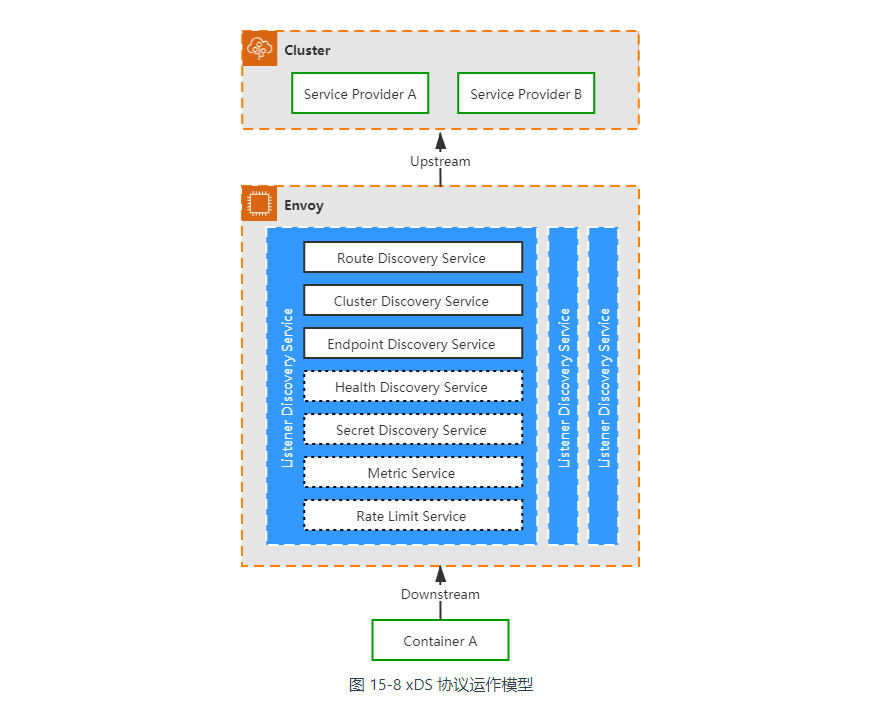 Cluster
Service Provider A
Service Provider B
Upstream
Envoy
Listener Discovery Service
Route Discovery Service
Cluster Discovery Service
Endpoint Discovery Service
Health Discovery Service
Secret Discovery Service
Metric Service
Rate Limit Service
Listener Discovery Service
Listener Discovery Service
Downstream
Container A
图 15-8 xDS 协议运作模型